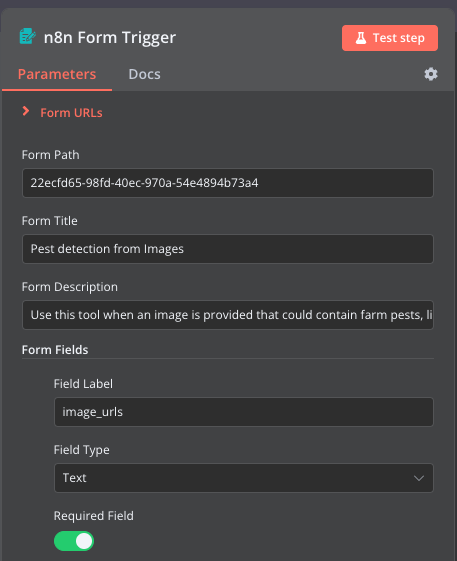 n8n Form Trigger
Test step
Parameters
Docs
Form URLs
Form Path
22ecfd65-98fd-40ec-970a-54e4894b73a4
Form Title
Pest detection from Images
Form Description
Use this tool when an image is provided that could contain farm pests, li
Form Fields
Field Label
image_urls
Field Type
Text
Required Field